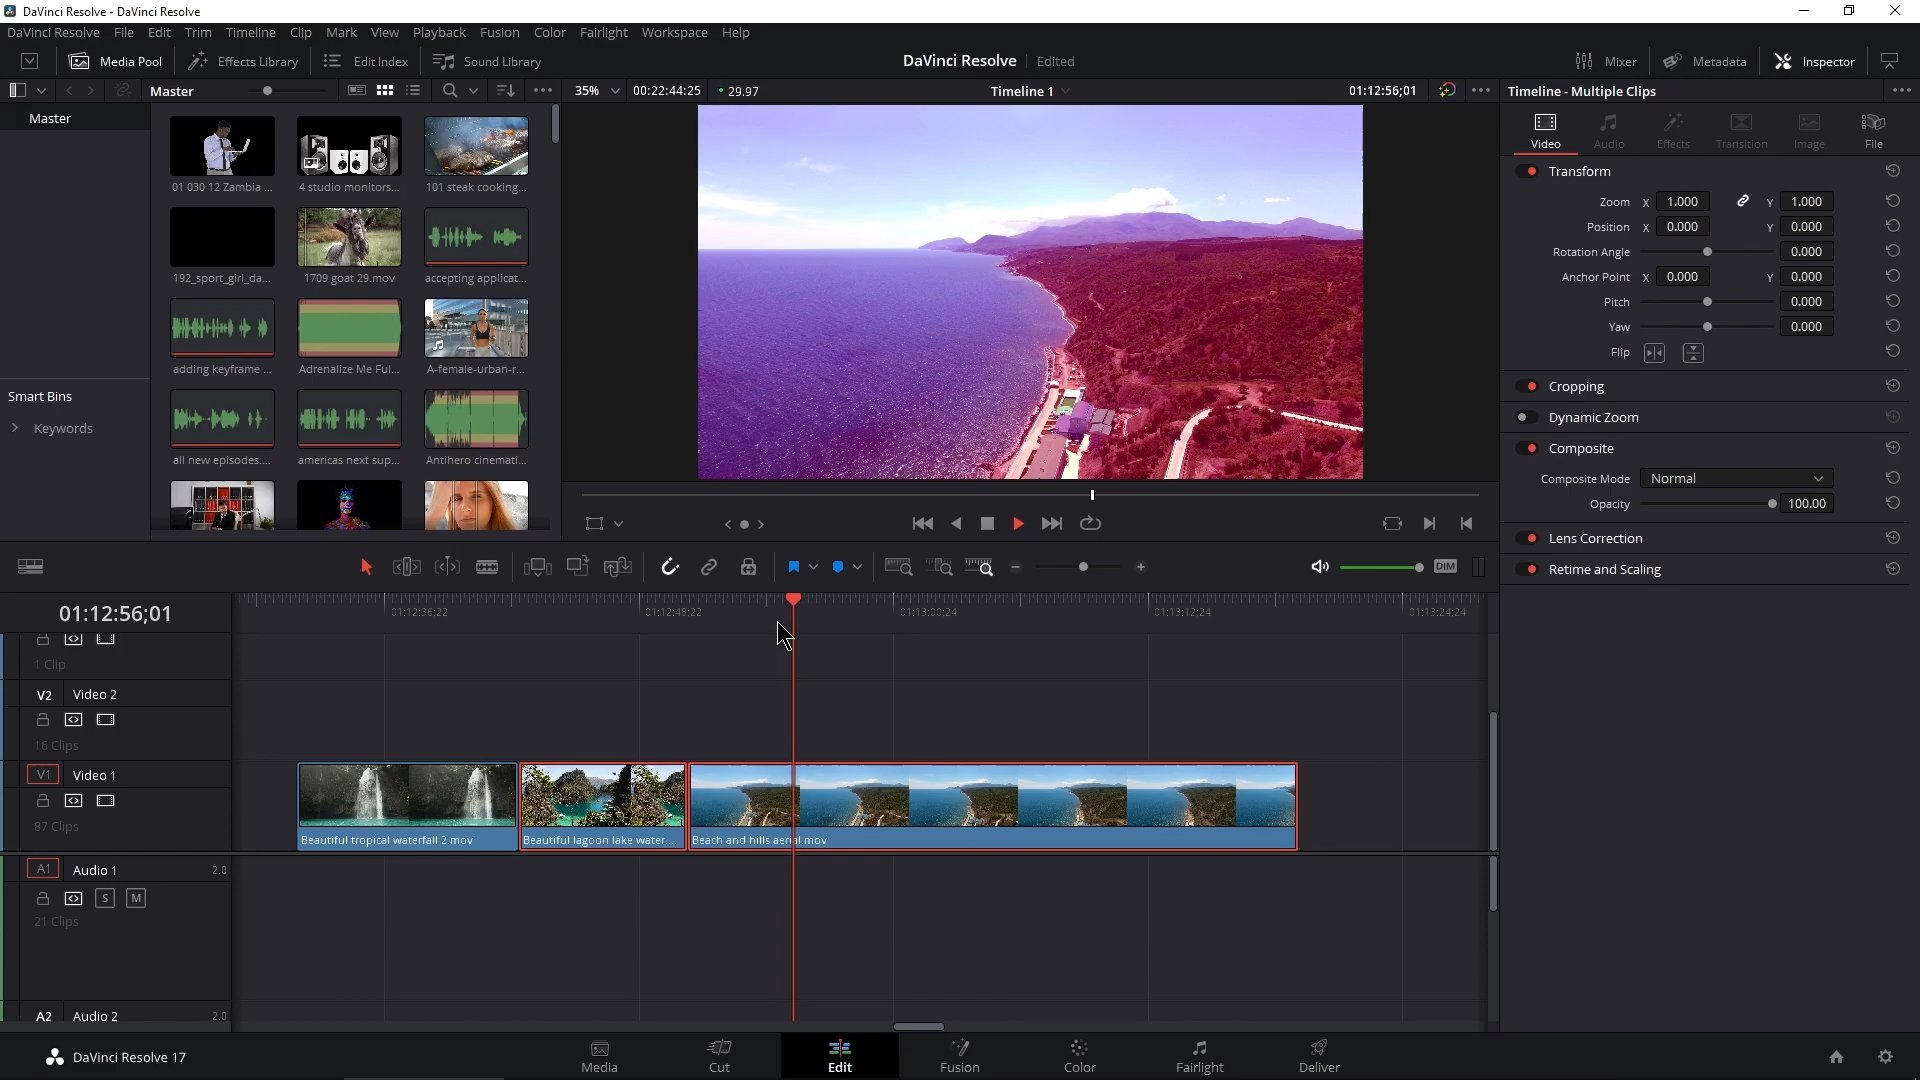 DaVinci Resolve - DaVinci Resolve
DaVinci Resolve File Edit Trim Timeline Clip Mark View Playback Fusion Color Fairlight Workspace Help
Media Pool Effects Library Edit Index Sound Library DaVinci Resolve Edited Mixer Metadata Inspector
Master 35% 00:22:44:25 29.97 Timeline 1 01:12:56;01 Timeline - Multiple Clips
Master
Video Audio Effects Transition Image File
01 030 12 Zambia ... 4 studio monitors... 101 steak cooking...
192_sport_girl_da... 1709 goat 29.mov accepting applicat...
adding keyframe ... Adrenalize Me Ful... A-female-urban-r...
all new episodes.... americas next sup... Antihero cinemati...
Smart Bins
Keywords
Transform
Zoom X 1.000 Y 1.000
Position X 0.000 Y 0.000
Rotation Angle 0.000
Anchor Point X 0.000 Y 0.000
Pitch 0.000
Yaw 0.000
Flip
Cropping
Dynamic Zoom
Composite
Composite Mode Normal
Opacity 100.00
Lens Correction
Retime and Scaling
DIM
01:12:56;01 01:12:36;22 01:12:48;22 01:13:00;24 01:13:12;24 01:13:24;24
1 Clip
V2 Video 2
16 Clips
V1 Video 1
87 Clips
Beautiful tropical waterfall 2.mov Beautiful lagoon lake water.... Beach and hills aerial.mov
A1 Audio 1 2.0
S M
21 Clips
A2 Audio 2 2.0
DaVinci Resolve 17 Media Cut Edit Fusion Color Fairlight Deliver